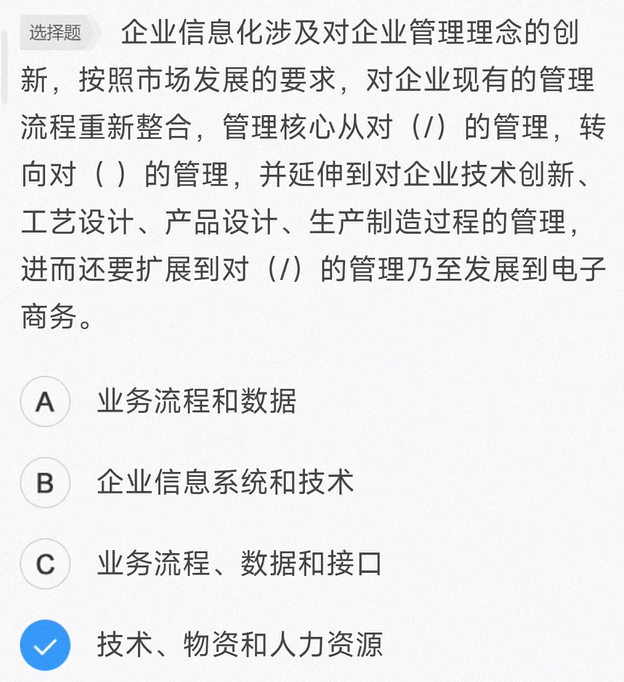 选择题 企业信息化涉及对企业管理理念的创
新，按照市场发展的要求，对企业现有的管理
流程重新整合，管理核心从对（/）的管理，转
向对（ ）的管理，并延伸到对企业技术创新、
工艺设计、产品设计、生产制造过程的管理，
进而还要扩展到对（/）的管理乃至发展到电子
商务。
A 业务流程和数据
B 企业信息系统和技术
C 业务流程、数据和接口
技术、物资和人力资源